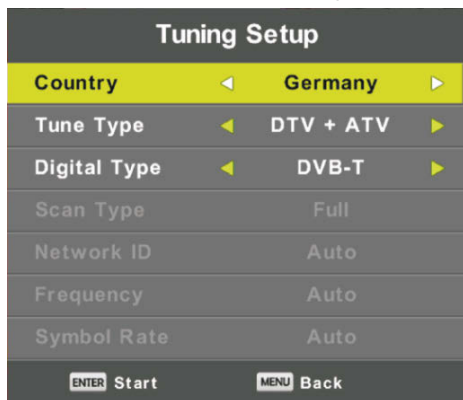 Tuning Setup
Country Germany
Tune Type DTV + ATV
Digital Type DVB-T
Scan Type Full
Network ID Auto
Frequency Auto
Symbol Rate Auto
ENTER Start MENU Back